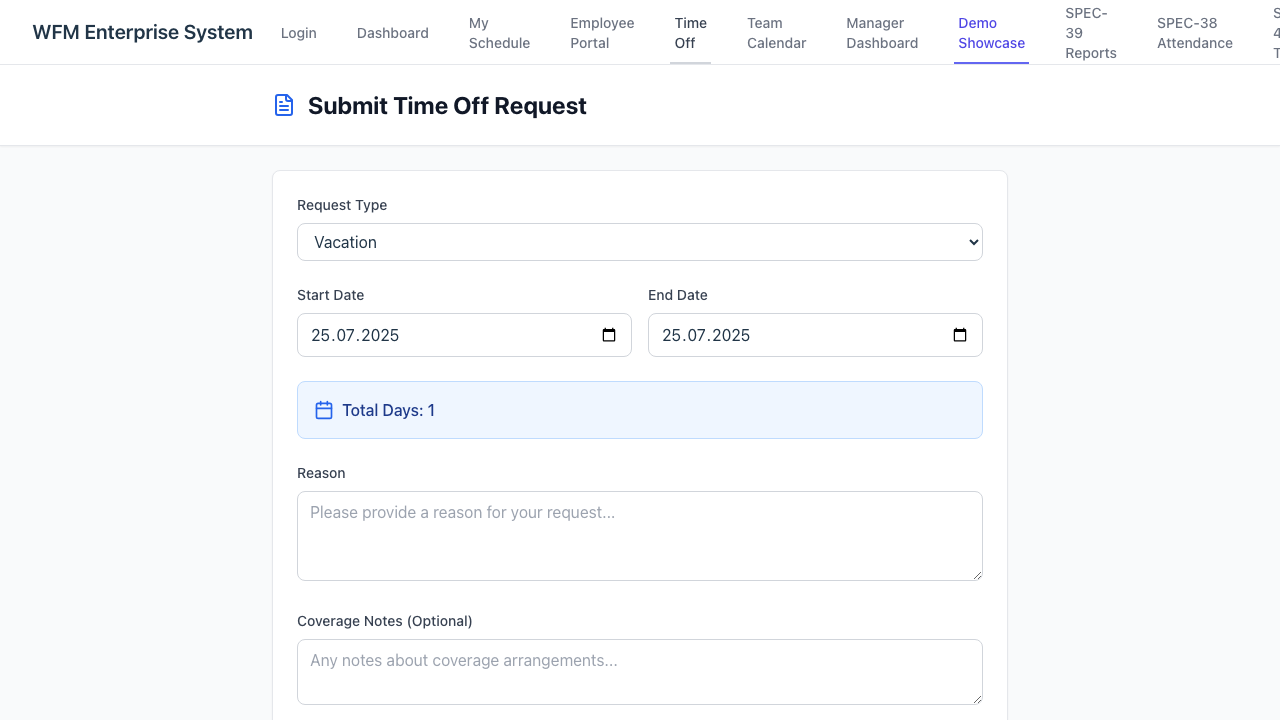 WFM Enterprise System
Login
Dashboard
My
Schedule
Employee
Portal
Time
Off
Team
Calendar
Manager
Dashboard
Demo
Showcase
SPEC-
39
Reports
SPEC-38
Attendance
Submit Time Off Request
Request Type
Vacation
Start Date
End Date
25.07.2025
25.07.2025
Total Days: 1
Reason
Please provide a reason for your request...
Coverage Notes (Optional)
Any notes about coverage arrangements...